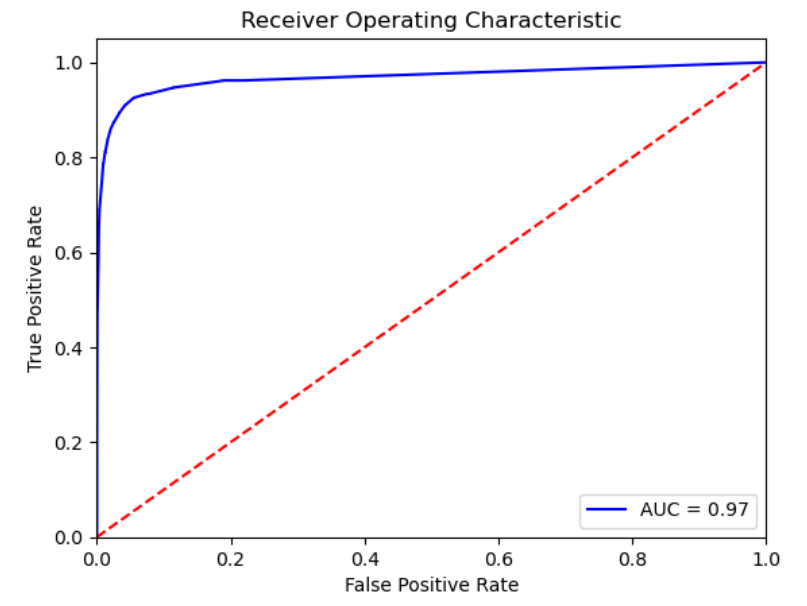 Receiver Operating Characteristic
1.0
0.8
0.6
0.4
0.2
0.0
True Positive Rate
AUC = 0.97
0.0 0.2 0.4 0.6 0.8 1.0
False Positive Rate